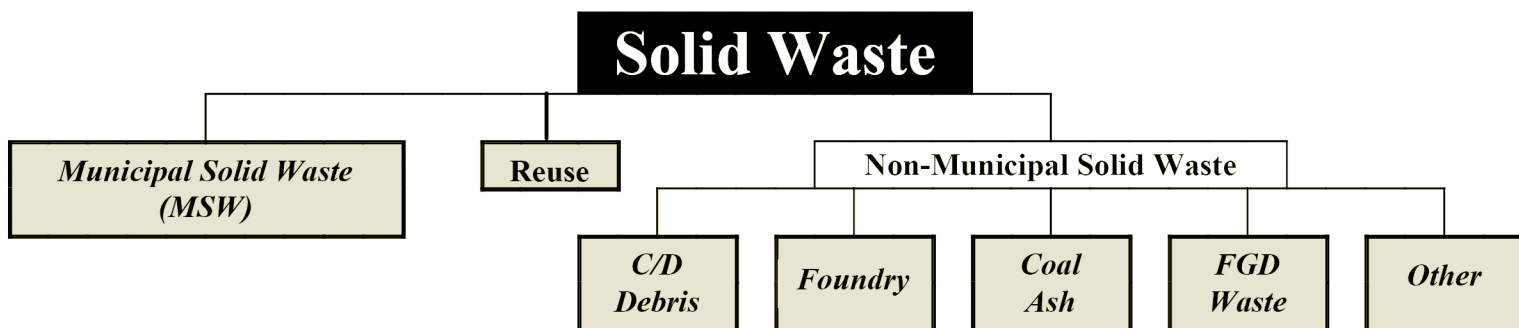 Solid Waste
Municipal Solid Waste
(MSW)
Reuse
Non-Municipal Solid Waste
C/D
Debris
Foundry
Coal
Ash
FGD
Waste
Other